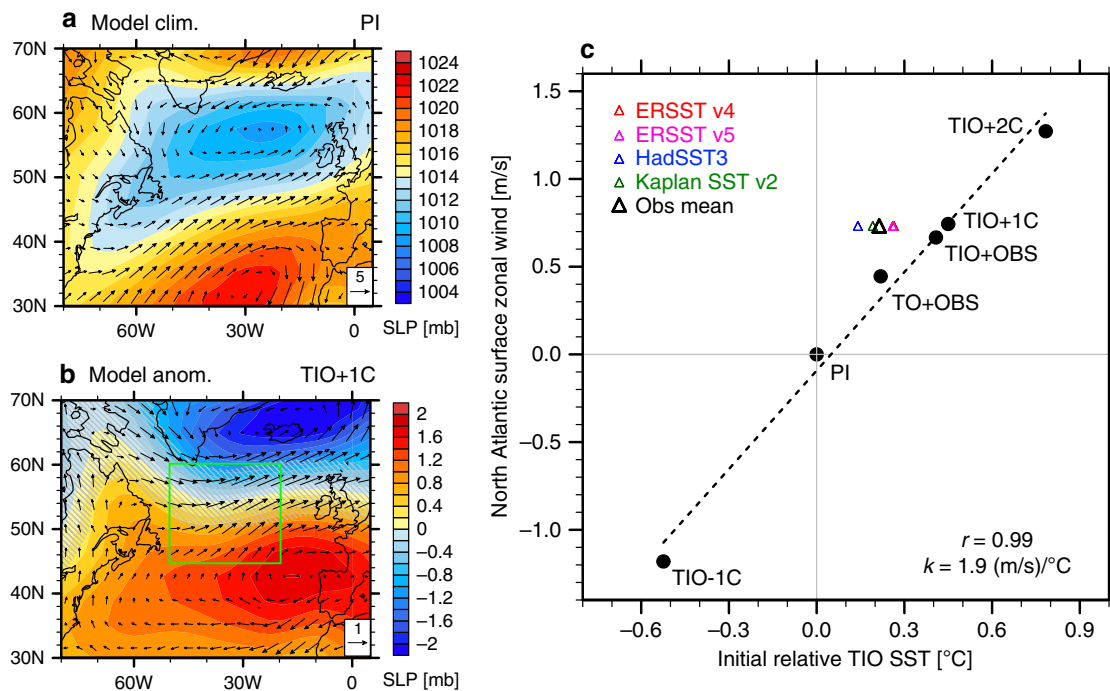 a Model clim. PI
70N
60N
50N
40N
30N
60W 30W 0
5
1024
1022
1020
1018
1016
1014
1012
1010
1008
1006
1004
SLP [mb]
b Model anom. TIO+1C
70N
60N
50N
40N
30N
60W 30W 0
1
2
1.6
1.2
0.8
0.4
0
−0.4
−0.8
−1.2
−1.6
−2
SLP [mb]
c
North Atlantic surface zonal wind [m/s]
1.5
1.0
0.5
0.0
−0.5
−1.0
ERSST v4
ERSST v5
HadSST3
Kaplan SST v2
Obs mean
TIO+2C
TIO+1C
TIO+OBS
TO+OBS
PI
TIO-1C
r = 0.99
k = 1.9 (m/s)/°C
−0.6 −0.3 0.0 0.3 0.6 0.9
Initial relative TIO SST [°C]